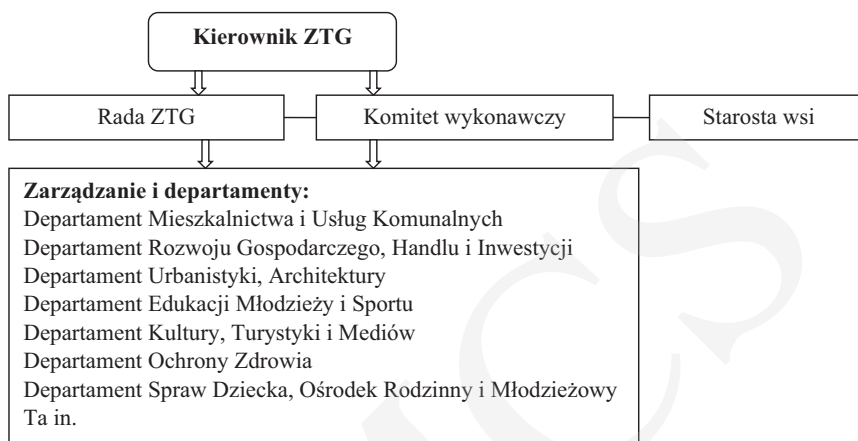 Kierownik ZTG
Rada ZTG
Komitet wykonawczy
Starosta wsi
Zarządzanie i departamenty:
Departament Mieszkalnictwa i Usług Komunalnych
Departament Rozwoju Gospodarczego, Handlu i Inwestycji
Departament Urbanistyki, Architektury
Departament Edukacji Młodzieży i Sportu
Departament Kultury, Turystyki i Mediów
Departament Ochrony Zdrowia
Departament Spraw Dziecka, Ośrodek Rodzinny i Młodzieżowy
Ta in.